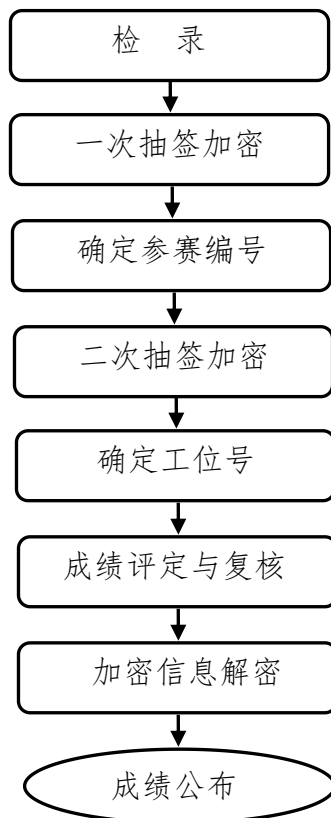 检 录
一次抽签加密
确定参赛编号
二次抽签加密
确定工位号
成绩评定与复核
加密信息解密
成绩公布